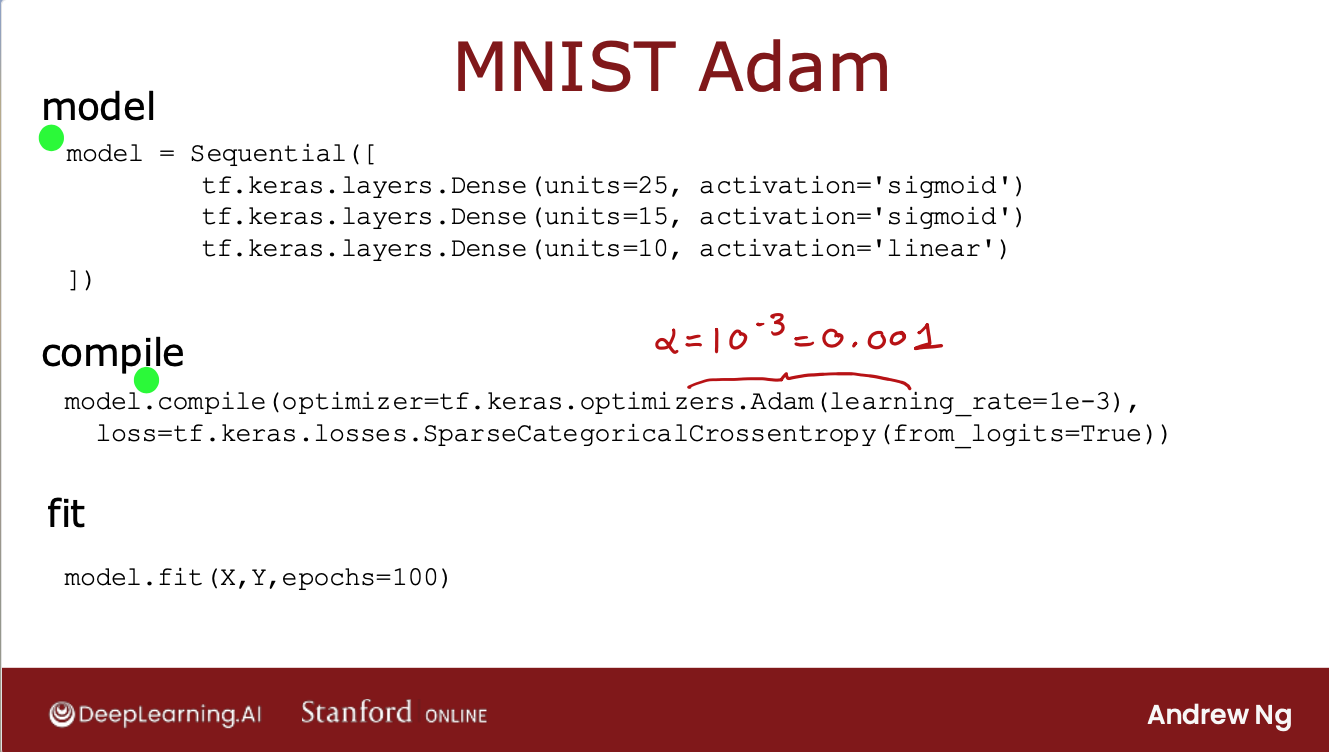 MNIST Adam
model
model = Sequential([
tf.keras.layers.Dense(units=25, activation='sigmoid')
tf.keras.layers.Dense(units=15, activation='sigmoid')
tf.keras.layers.Dense(units=10, activation='linear')
])
α=10⁻³=0.001
compile
model.compile(optimizer=tf.keras.optimizers.Adam(learning_rate=1e-3),
loss=tf.keras.losses.SparseCategoricalCrossentropy(from_logits=True))
fit
model.fit(X,Y,epochs=100)
DeepLearning.AI Stanford ONLINE Andrew Ng